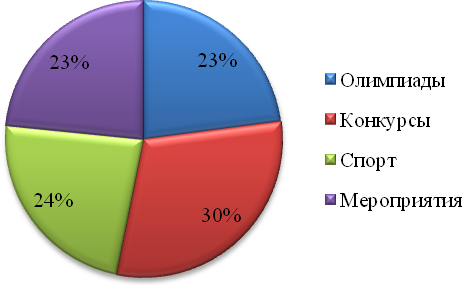 23%
23%
24%
30%
Олимпиады
Конкурсы
Спорт
Мероприятия